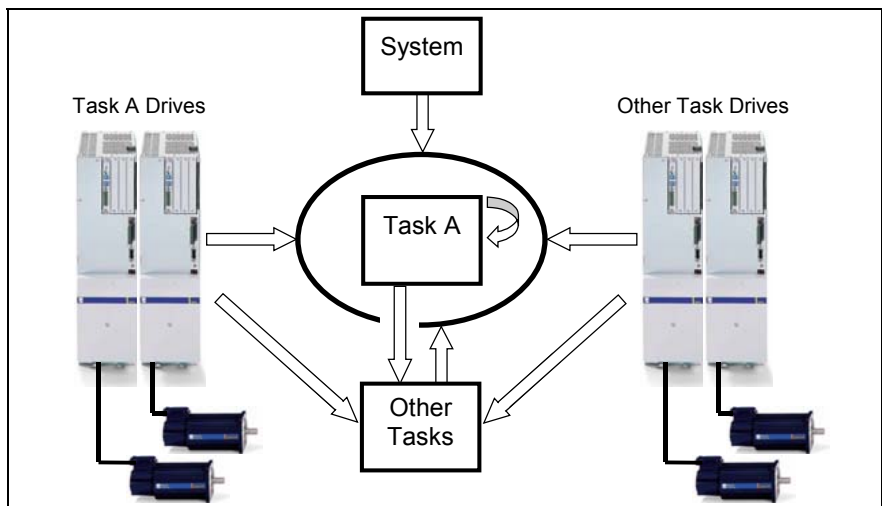 System
Task A Drives
Other Task Drives
Task A
Other
Tasks